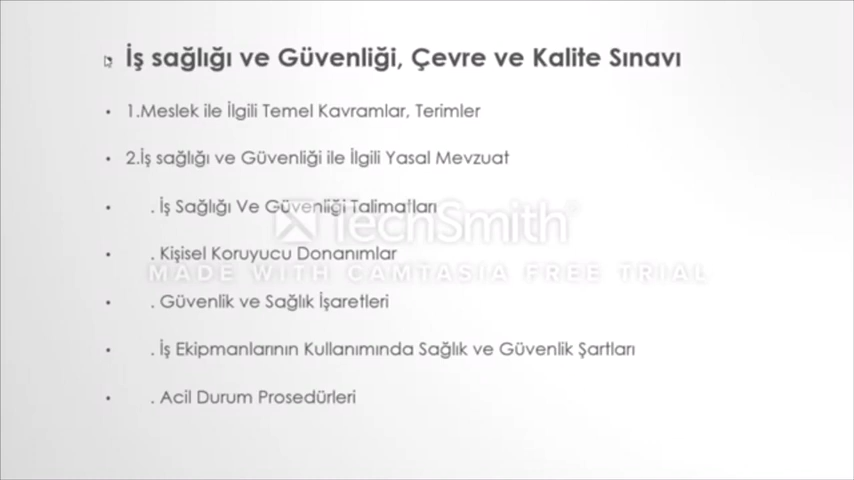 İş sağlığı ve Güvenliği, Çevre ve Kalite Sınavı
• 1.Meslek ile İlgili Temel Kavramlar, Terimler
• 2.İş sağlığı ve Güvenliği ile İlgili Yasal Mevzuat
• . İş Sağlığı Ve Güvenliği Talimatları
TechSmith
• . Kişisel Koruyucu Donanımlar
MADE WITH CAMTASIA FREE TRIAL
• . Güvenlik ve Sağlık İşaretleri
• . İş Ekipmanlarının Kullanımında Sağlık ve Güvenlik Şartları
• . Acil Durum Prosedürleri